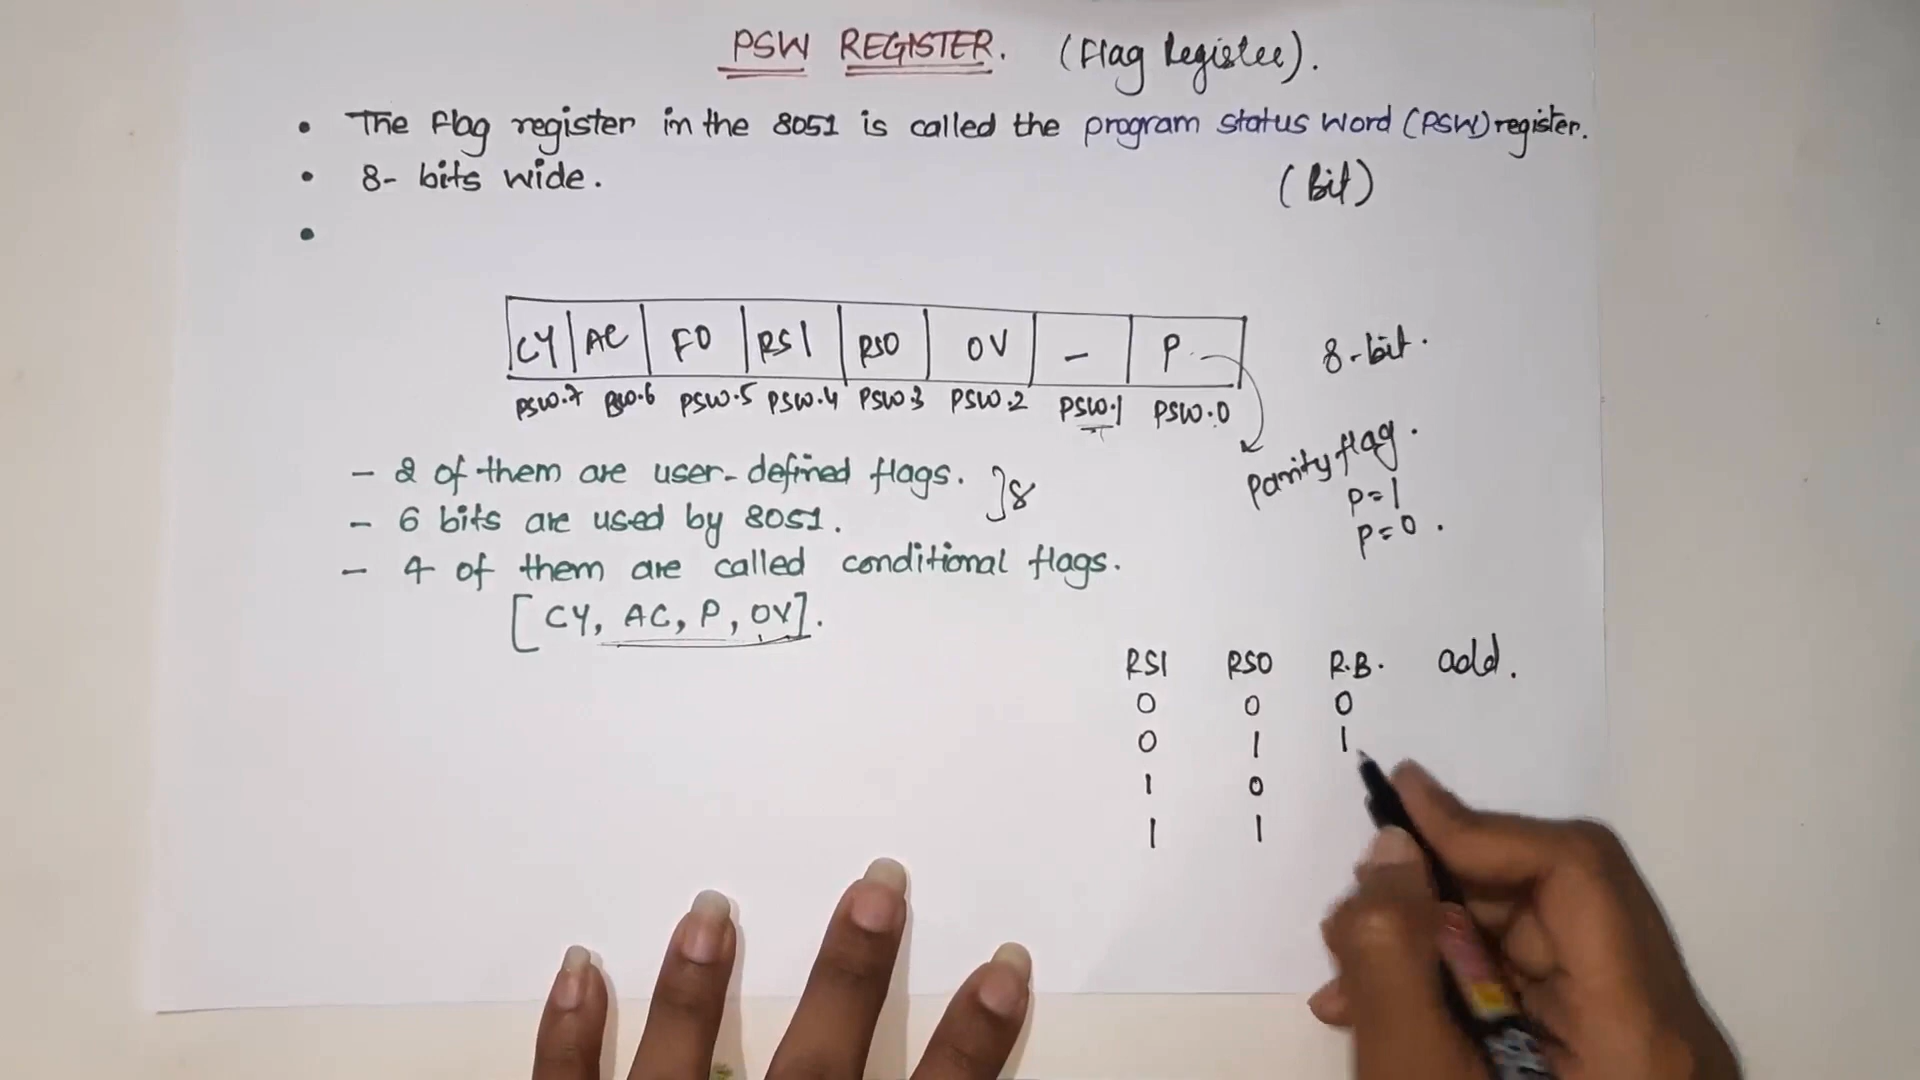 PSW REGISTER. (Flag Register).
• The Flag register in the 8051 is called the program status word (PSW) register.
• 8- bits wide. (Bit)
•
CY AC F0 RS1 RS0 OV - P
PSW.7 PSW.6 PSW.5 PSW.4 PSW.3 PSW.2 PSW.1 PSW.0
8-bit.
Parity flag.
P=1
P=0.
- 2 of them are user-defined flags. ]8
- 6 bits are used by 8051.
- 4 of them are called conditional flags.
[CY, AC, P, OV].
RS1 RS0 R.B. add.
0 0 0
0 1 1
1 0
1 1